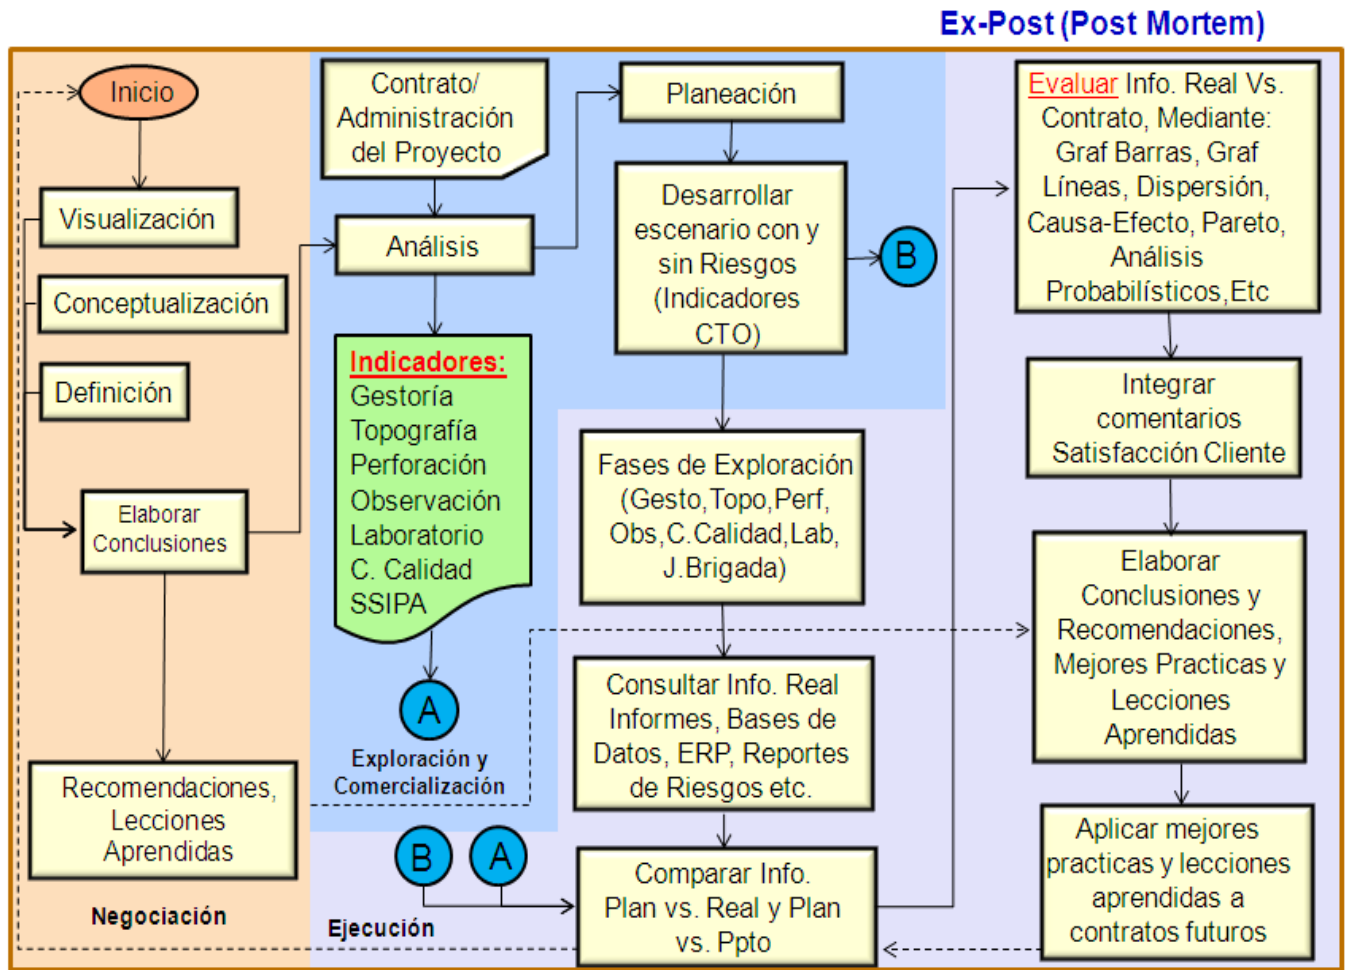 Ex-Post (Post Mortem)
Inicio
Visualización
Conceptualización
Definición
Elaborar
Conclusiones
Recomendaciones,
Lecciones
Aprendidas
Negociación
Contrato/
Administración
del Proyecto
Análisis
Indicadores:
Gestoría
Topografía
Perforación
Observación
Laboratorio
C. Calidad
SSIPA
A
Exploración y
Comercialización
Planeación
Desarrollar
escenario con y
sin Riesgos
(Indicadores
CTO)
B
Fases de Exploración
(Gesto,Topo,Perf,
Obs,C.Calidad,Lab,
J.Brigada)
Consultar Info. Real
Informes, Bases de
Datos, ERP, Reportes
de Riesgos etc.
B
A
Comparar Info.
Plan vs. Real y Plan
vs. Ppto
Ejecución
Evaluar Info. Real Vs.
Contrato, Mediante:
Graf Barras, Graf
Líneas, Dispersión,
Causa-Efecto, Pareto,
Análisis
Probabilísticos,Etc
Integrar
comentarios
Satisfacción Cliente
Elaborar
Conclusiones y
Recomendaciones,
Mejores Practicas y
Lecciones
Aprendidas
Aplicar mejores
practicas y lecciones
aprendidas a
contratos futuros